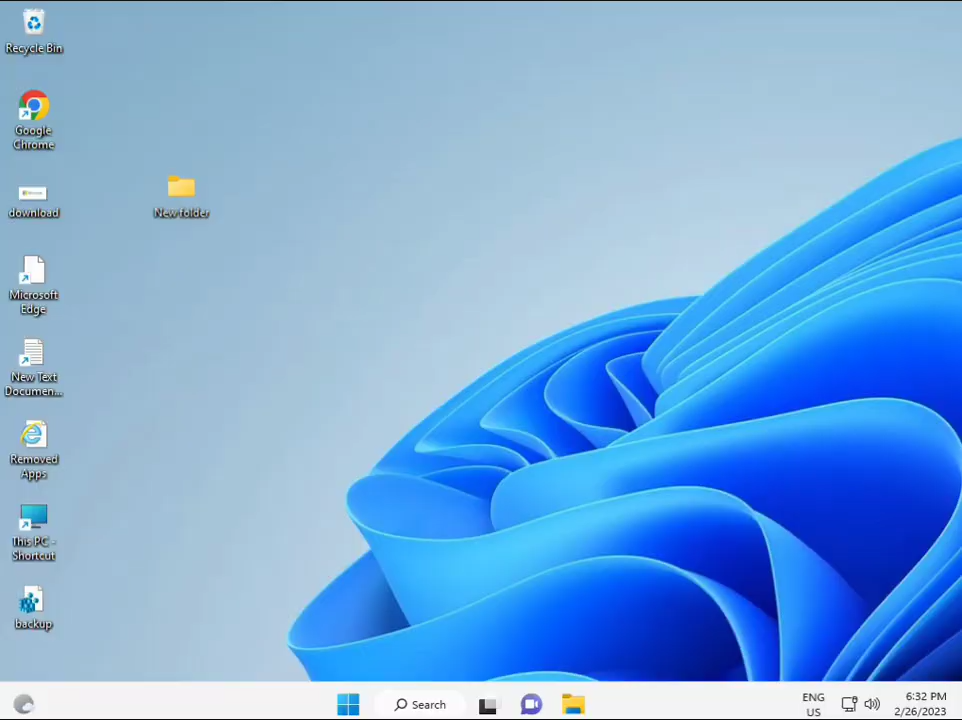 Recycle Bin
Google
Chrome
download
New folder
Microsoft
Edge
New Text
Documen...
Removed
Apps
This PC -
Shortcut
backup
Search
ENG
US
6:32 PM
2/26/2023